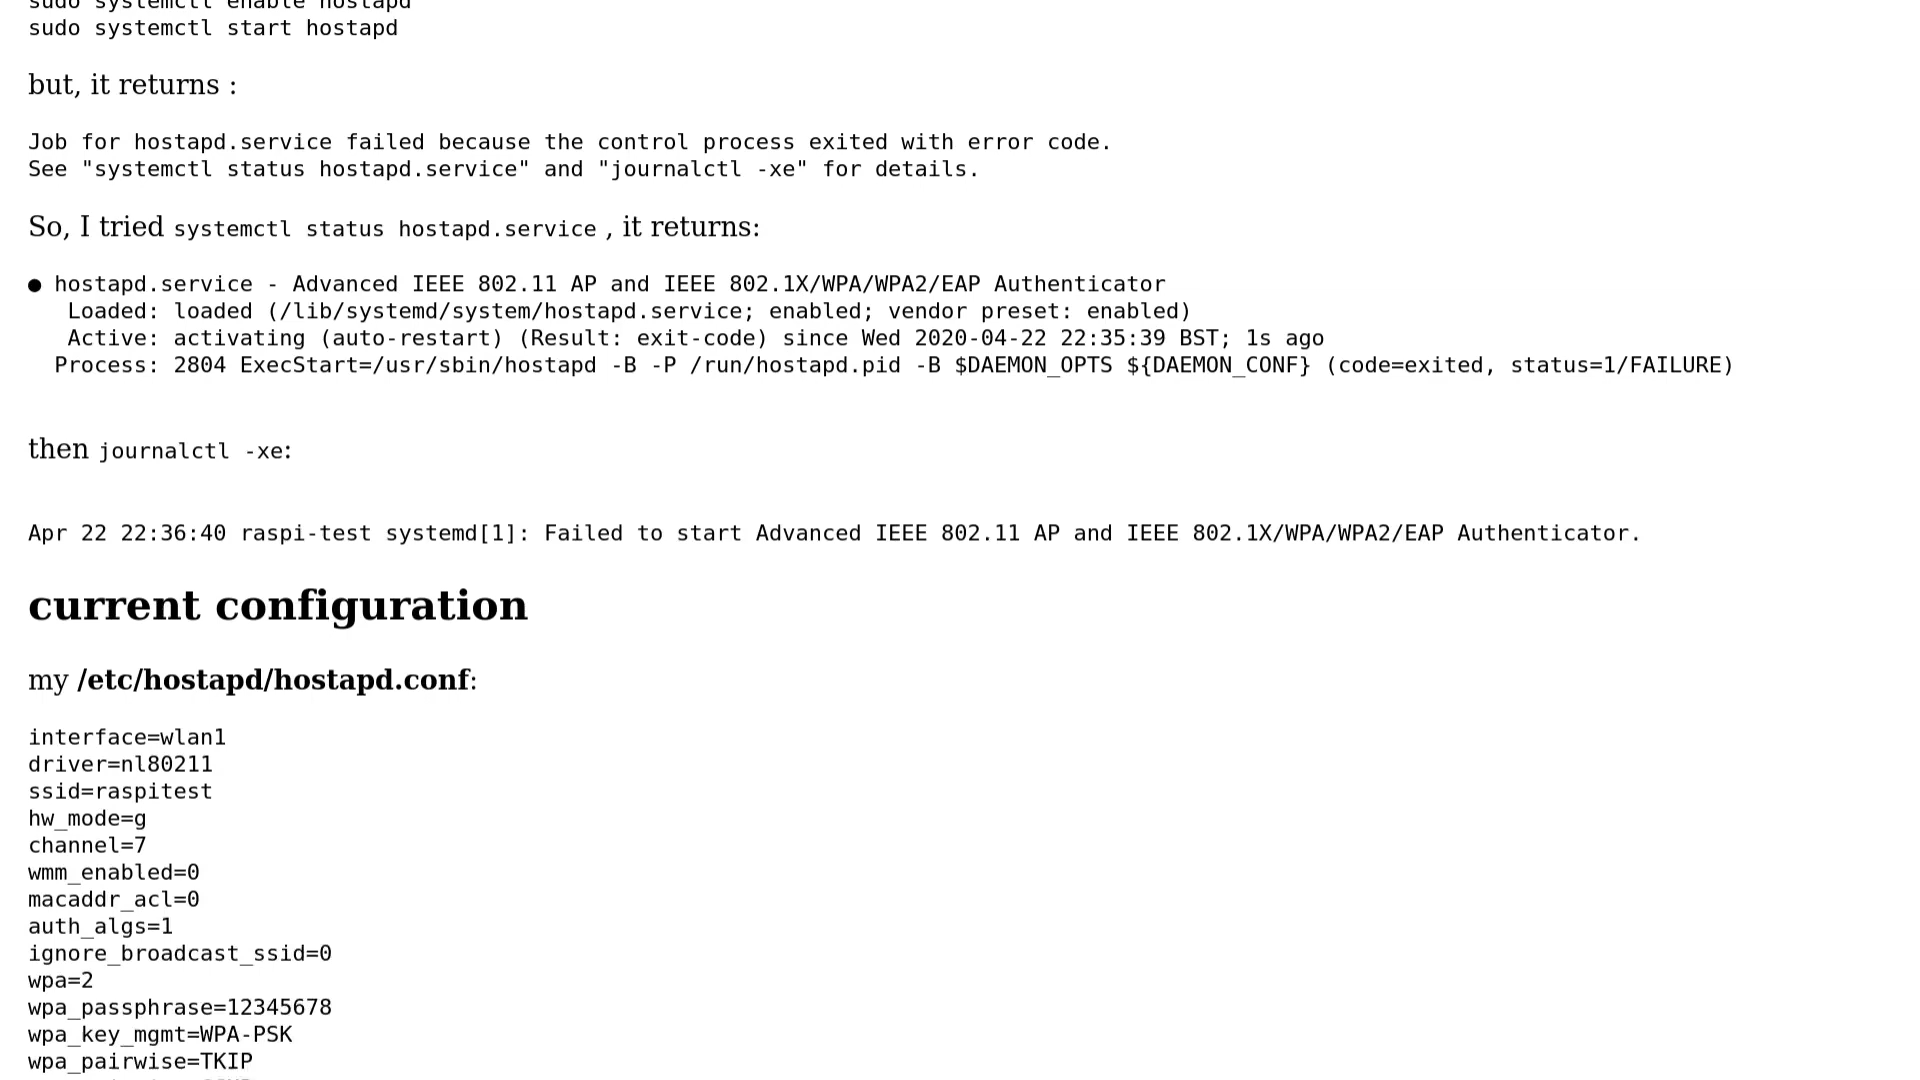 sudo systemctl enable hostapd
sudo systemctl start hostapd
but, it returns :
Job for hostapd.service failed because the control process exited with error code.
See "systemctl status hostapd.service" and "journalctl -xe" for details.
So, I tried systemctl status hostapd.service , it returns:
● hostapd.service - Advanced IEEE 802.11 AP and IEEE 802.1X/WPA/WPA2/EAP Authenticator
   Loaded: loaded (/lib/systemd/system/hostapd.service; enabled; vendor preset: enabled)
   Active: activating (auto-restart) (Result: exit-code) since Wed 2020-04-22 22:35:39 BST; 1s ago
  Process: 2804 ExecStart=/usr/sbin/hostapd -B -P /run/hostapd.pid -B $DAEMON_OPTS ${DAEMON_CONF} (code=exited, status=1/FAILURE)
then journalctl -xe:
Apr 22 22:36:40 raspi-test systemd[1]: Failed to start Advanced IEEE 802.11 AP and IEEE 802.1X/WPA/WPA2/EAP Authenticator.
current configuration
my /etc/hostapd/hostapd.conf:
interface=wlan1
driver=nl80211
ssid=raspitest
hw_mode=g
channel=7
wmm_enabled=0
macaddr_acl=0
auth_algs=1
ignore_broadcast_ssid=0
wpa=2
wpa_passphrase=12345678
wpa_key_mgmt=WPA-PSK
wpa_pairwise=TKIP